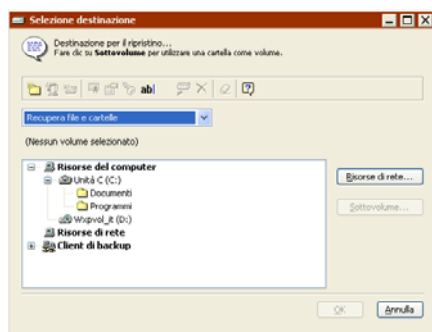 Selezione destinazione
Destinazione per il ripristino...
Fare clic su Sottovolume per utilizzare una cartella come volume.
ab|
Recupera file e cartelle
(Nessun volume selezionato)
Risorse del computer
Unità C (C:)
Documenti
Programmi
Wxpvol_it (D:)
Risorse di rete
Client di backup
Risorse di rete...
Sottovolume...
OK
Annulla